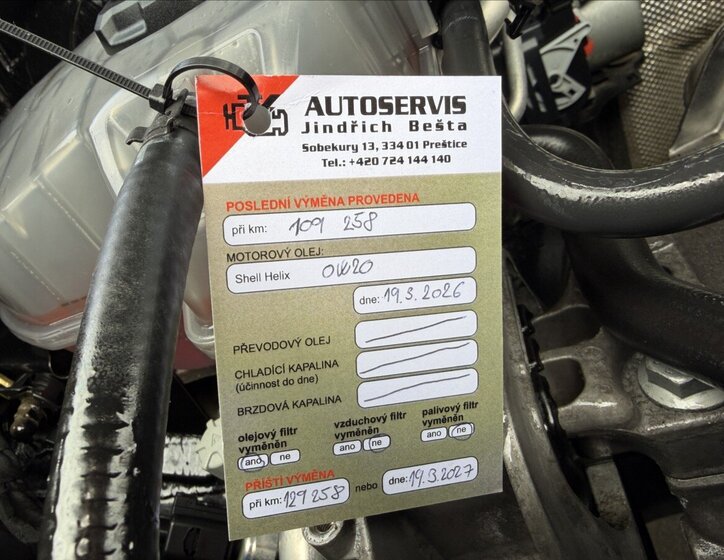 AUTOSERVIS
Jindřich Bešta
Sobekury 13, 334 01 Preštice
Tel.: +420 724 144 140
POSLEDNÍ VÝMĚNA PROVEDENA
při km: 109 258
MOTOROVÝ OLEJ:
Shell Helix 0W20
dne: 19.3.2026
PŘEVODOVÝ OLEJ
CHLADÍCÍ KAPALINA
(účinnost do dne)
BRZDOVÁ KAPALINA
olejový filtr vyměněn
ano ne
vzduchový filtr vyměněn
ano ne
palivový filtr vyměněn
ano ne
PŘÍŠTÍ VÝMĚNA
při km: 129 258 nebo dne: 19.3.2027